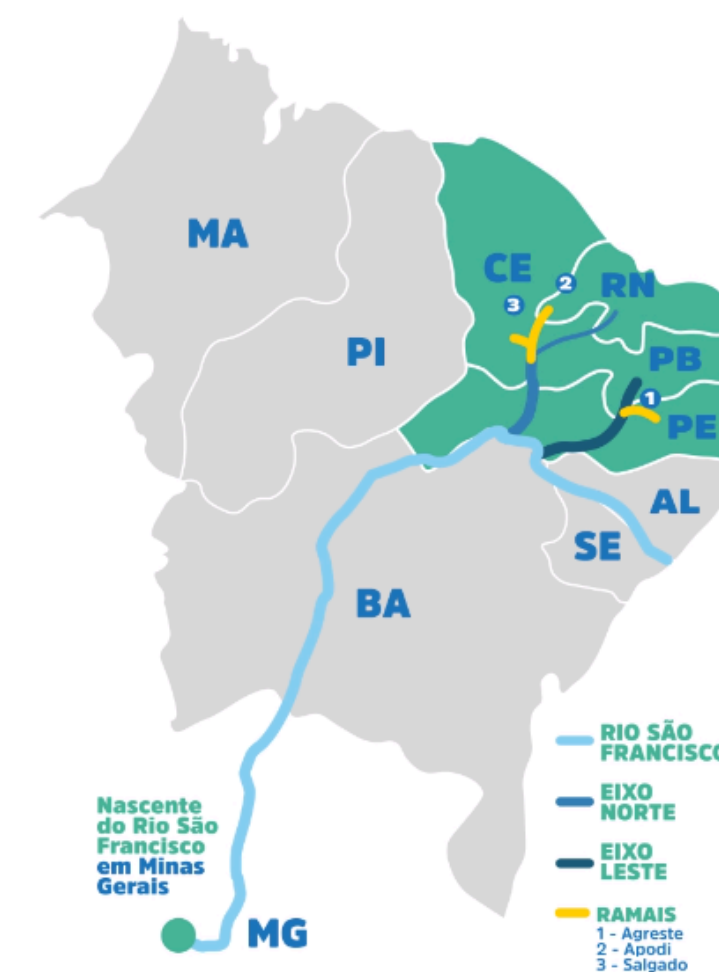 MA
CE
2
RN
3
PI
PB
1
PE
AL
SE
BA
RIO SÃO
FRANCISCO
EIXO
NORTE
EIXO
LESTE
RAMAIS
1 - Agreste
2 - Apodi
3 - Salgado
Nascente
do Rio São
Francisco
em Minas
Gerais
MG